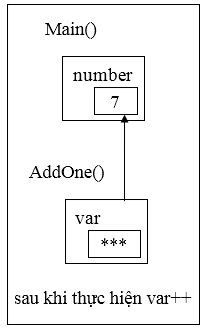 Main()
number
7
AddOne()
var
***
sau khi thực hiện var++